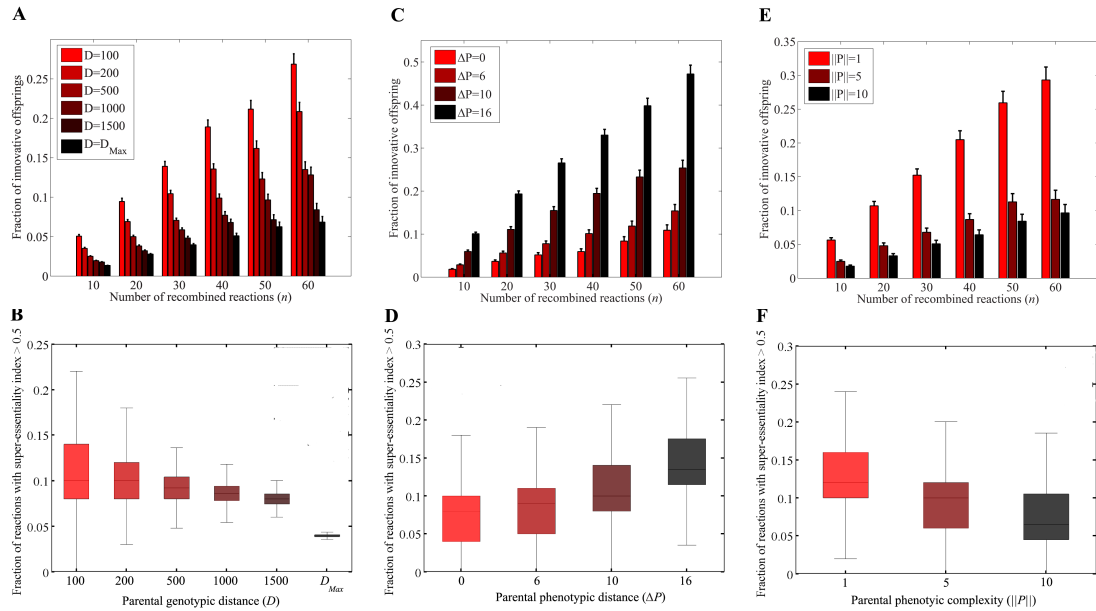 A
Fraction of innovative offsprings
0.25
0.2
0.15
0.1
0.05
0
D=100
D=200
D=500
D=1000
D=1500
D=D Max
10 20 30 40 50 60
Number of recombined reactions (n)
C
Fraction of innovative offspring
0.6
0.5
0.4
0.3
0.2
0.1
0
ΔP=0
ΔP=6
ΔP=10
ΔP=16
10 20 30 40 50 60
Number of recombined reactions (n)
E
Fraction of innovative offspring
0.35
0.3
0.25
0.2
0.15
0.1
0.05
0
||P||=1
||P||=5
||P||=10
10 20 30 40 50 60
Number of recombined reactions (n)
B
Fraction of reactions with super-essentiality index > 0.5
0.25
0.2
0.15
0.1
0.05
0
100 200 500 1000 1500 D Max
Parental genotypic distance (D)
D
Fraction of reactions with super-essentiality index > 0.5
0.3
0.25
0.2
0.15
0.1
0.05
0
0 6 10 16
Parental phenotypic distance (ΔP)
F
Fraction of reactions with super-essentiality index > 0.5
0.3
0.2
0.1
0
1 5 10
Parental phenotyic complexity (||P||)